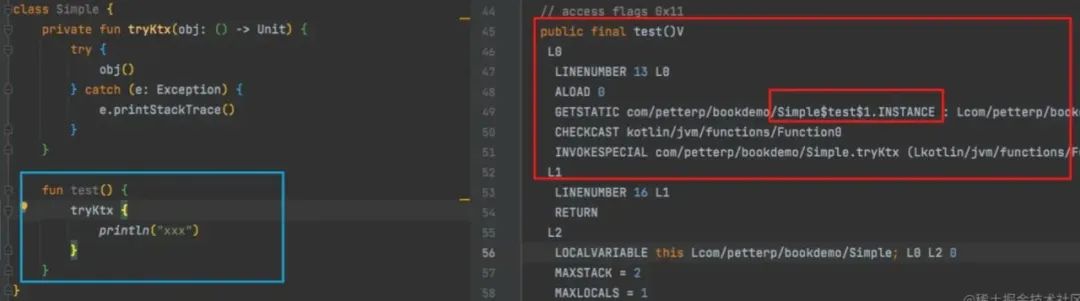 class Simple {
private fun tryKtx(obj: () -> Unit) {
try {
obj()
} catch (e: Exception) {
e.printStackTrace()
}
}
fun test() {
tryKtx {
println("xxx")
}
}
}
44 // access flags 0x11
45 public final test()V
46 L0
47 LINENUMBER 13 L0
48 ALOAD 0
49 GETSTATIC com/petterp/bookdemo/Simple$test$1.INSTANCE : Lcom/petterp/boo
50 CHECKCAST kotlin/jvm/functions/Function0
51 INVOKESPECIAL com/petterp/bookdemo/Simple.tryKtx (Lkotlin/jvm/functions/Fu
52 L1
53 LINENUMBER 16 L1
54 RETURN
55 L2
56 LOCALVARIABLE this Lcom/petterp/bookdemo/Simple; L0 L2 0
57 MAXSTACK = 2
58 MAXLOCALS = 1
@稀土掘金技术社区